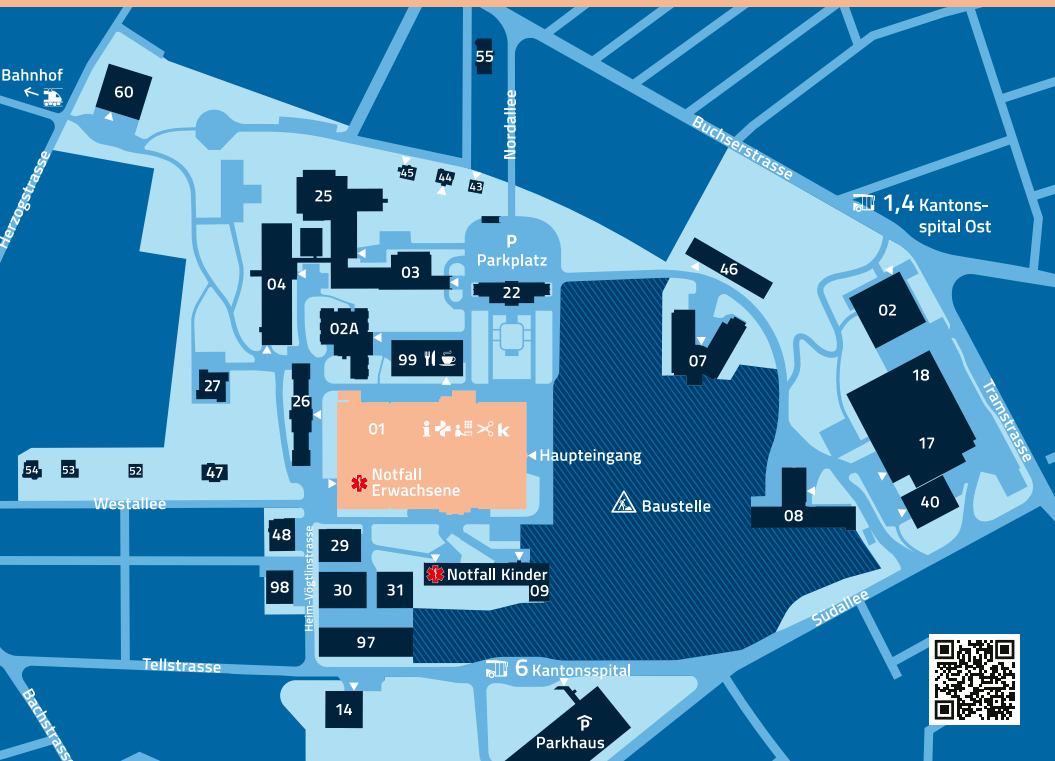 55
Bahnhof
60
Nordallee
Buchserstrasse
Herzogstrasse
45
44
43
25
1,4 Kantons-
spital Ost
P
Parkplatz
03
46
04
22
02
02A
99
07
27
26
18
17
Tramstrasse
01
i
k
Haupteingang
Notfall
Erwachsene
54
53
52
47
Westallee
Baustelle
40
08
48
29
Heim-Vögtlinstrasse
98
30
31
Notfall Kinder
09
Südallee
97
Tellstrasse
6 Kantonsspital
Bachstrasse
14
P
Parkhaus